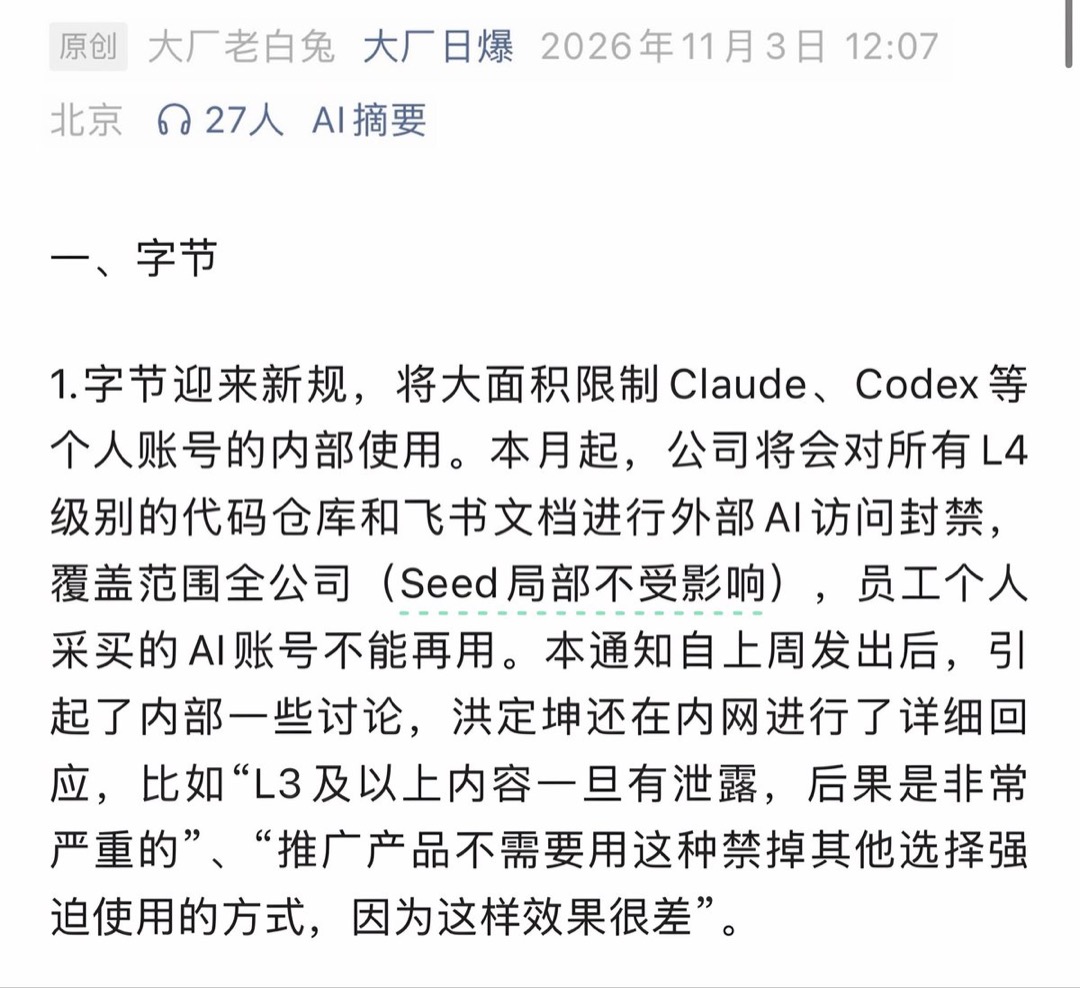 原创 大厂老白兔 大厂日爆 2026年11月3日 12:07
北京 27人 AI摘要
一、字节
1.字节迎来新规，将大面积限制Claude、Codex等
个人账号的内部使用。本月起，公司将会对所有L4
级别的代码仓库和飞书文档进行外部AI访问封禁，
覆盖范围全公司（Seed局部不受影响），员工个人
采买的AI账号不能再用。本通知自上周发出后，引
起了内部一些讨论，洪定坤还在内网进行了详细回
应，比如“L3及以上内容一旦有泄露，后果是非常
严重的”、“推广产品不需要用这种禁掉其他选择强
迫使用的方式，因为这样效果很差”。